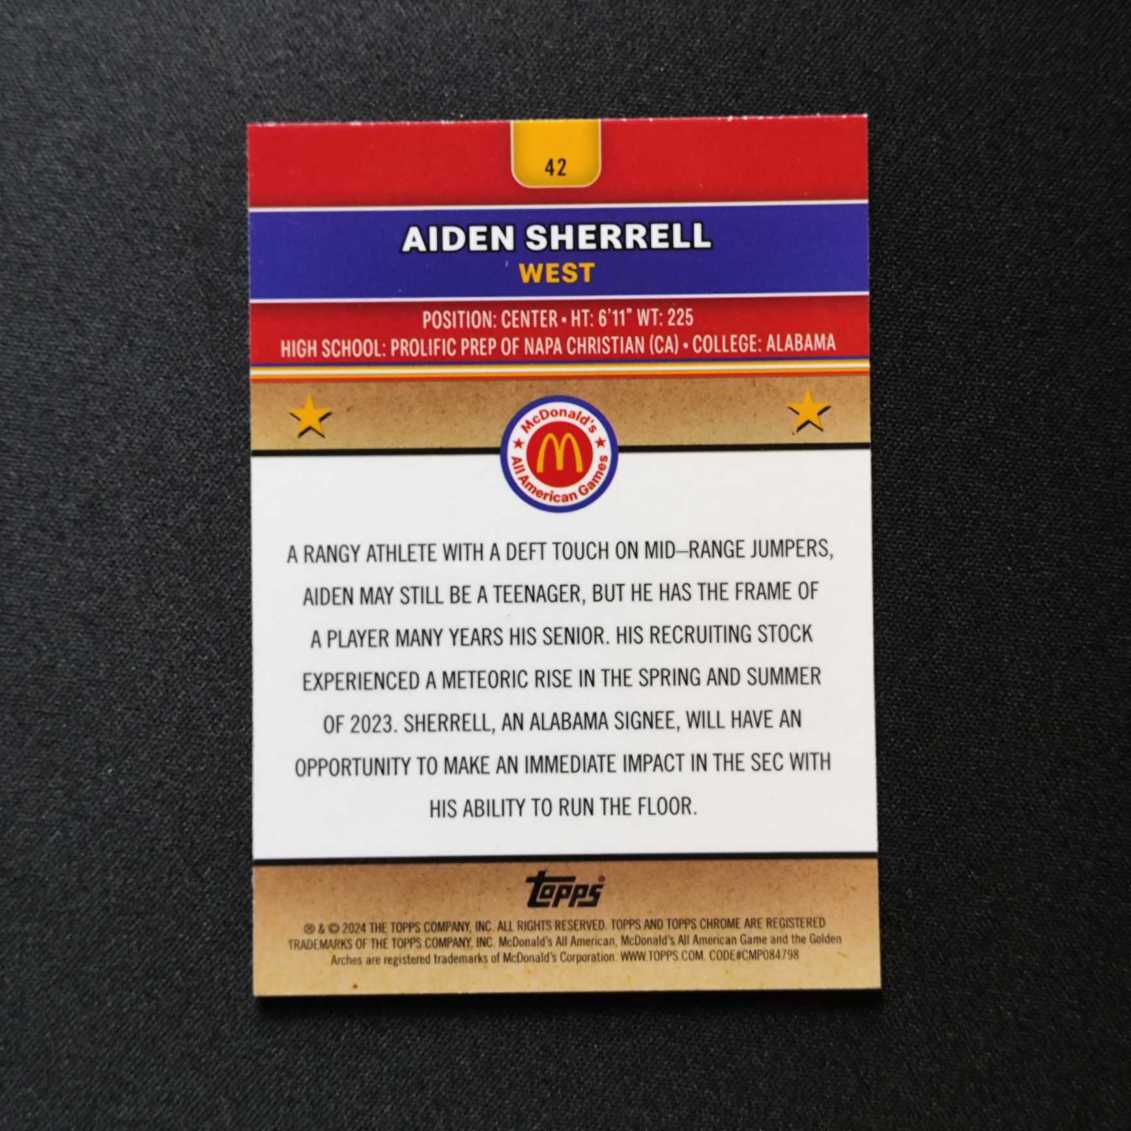 42
AIDEN SHERRELL
WEST
POSITION: CENTER • HT: 6'11" WT: 225
HIGH SCHOOL: PROLIFIC PREP OF NAPA CHRISTIAN (CA) • COLLEGE: ALABAMA
McDonald's
All American Games
A RANGY ATHLETE WITH A DEFT TOUCH ON MID–RANGE JUMPERS,
AIDEN MAY STILL BE A TEENAGER, BUT HE HAS THE FRAME OF
A PLAYER MANY YEARS HIS SENIOR. HIS RECRUITING STOCK
EXPERIENCED A METEORIC RISE IN THE SPRING AND SUMMER
OF 2023. SHERRELL, AN ALABAMA SIGNEE, WILL HAVE AN
OPPORTUNITY TO MAKE AN IMMEDIATE IMPACT IN THE SEC WITH
HIS ABILITY TO RUN THE FLOOR.
Topps®
® & © 2024 THE TOPPS COMPANY, INC. ALL RIGHTS RESERVED. TOPPS AND TOPPS CHROME ARE REGISTERED
TRADEMARKS OF THE TOPPS COMPANY, INC. McDonald's All American, McDonald's All American Game and the Golden
Arches are registered trademarks of McDonald's Corporation. WWW.TOPPS.COM. CODE#CMP084798